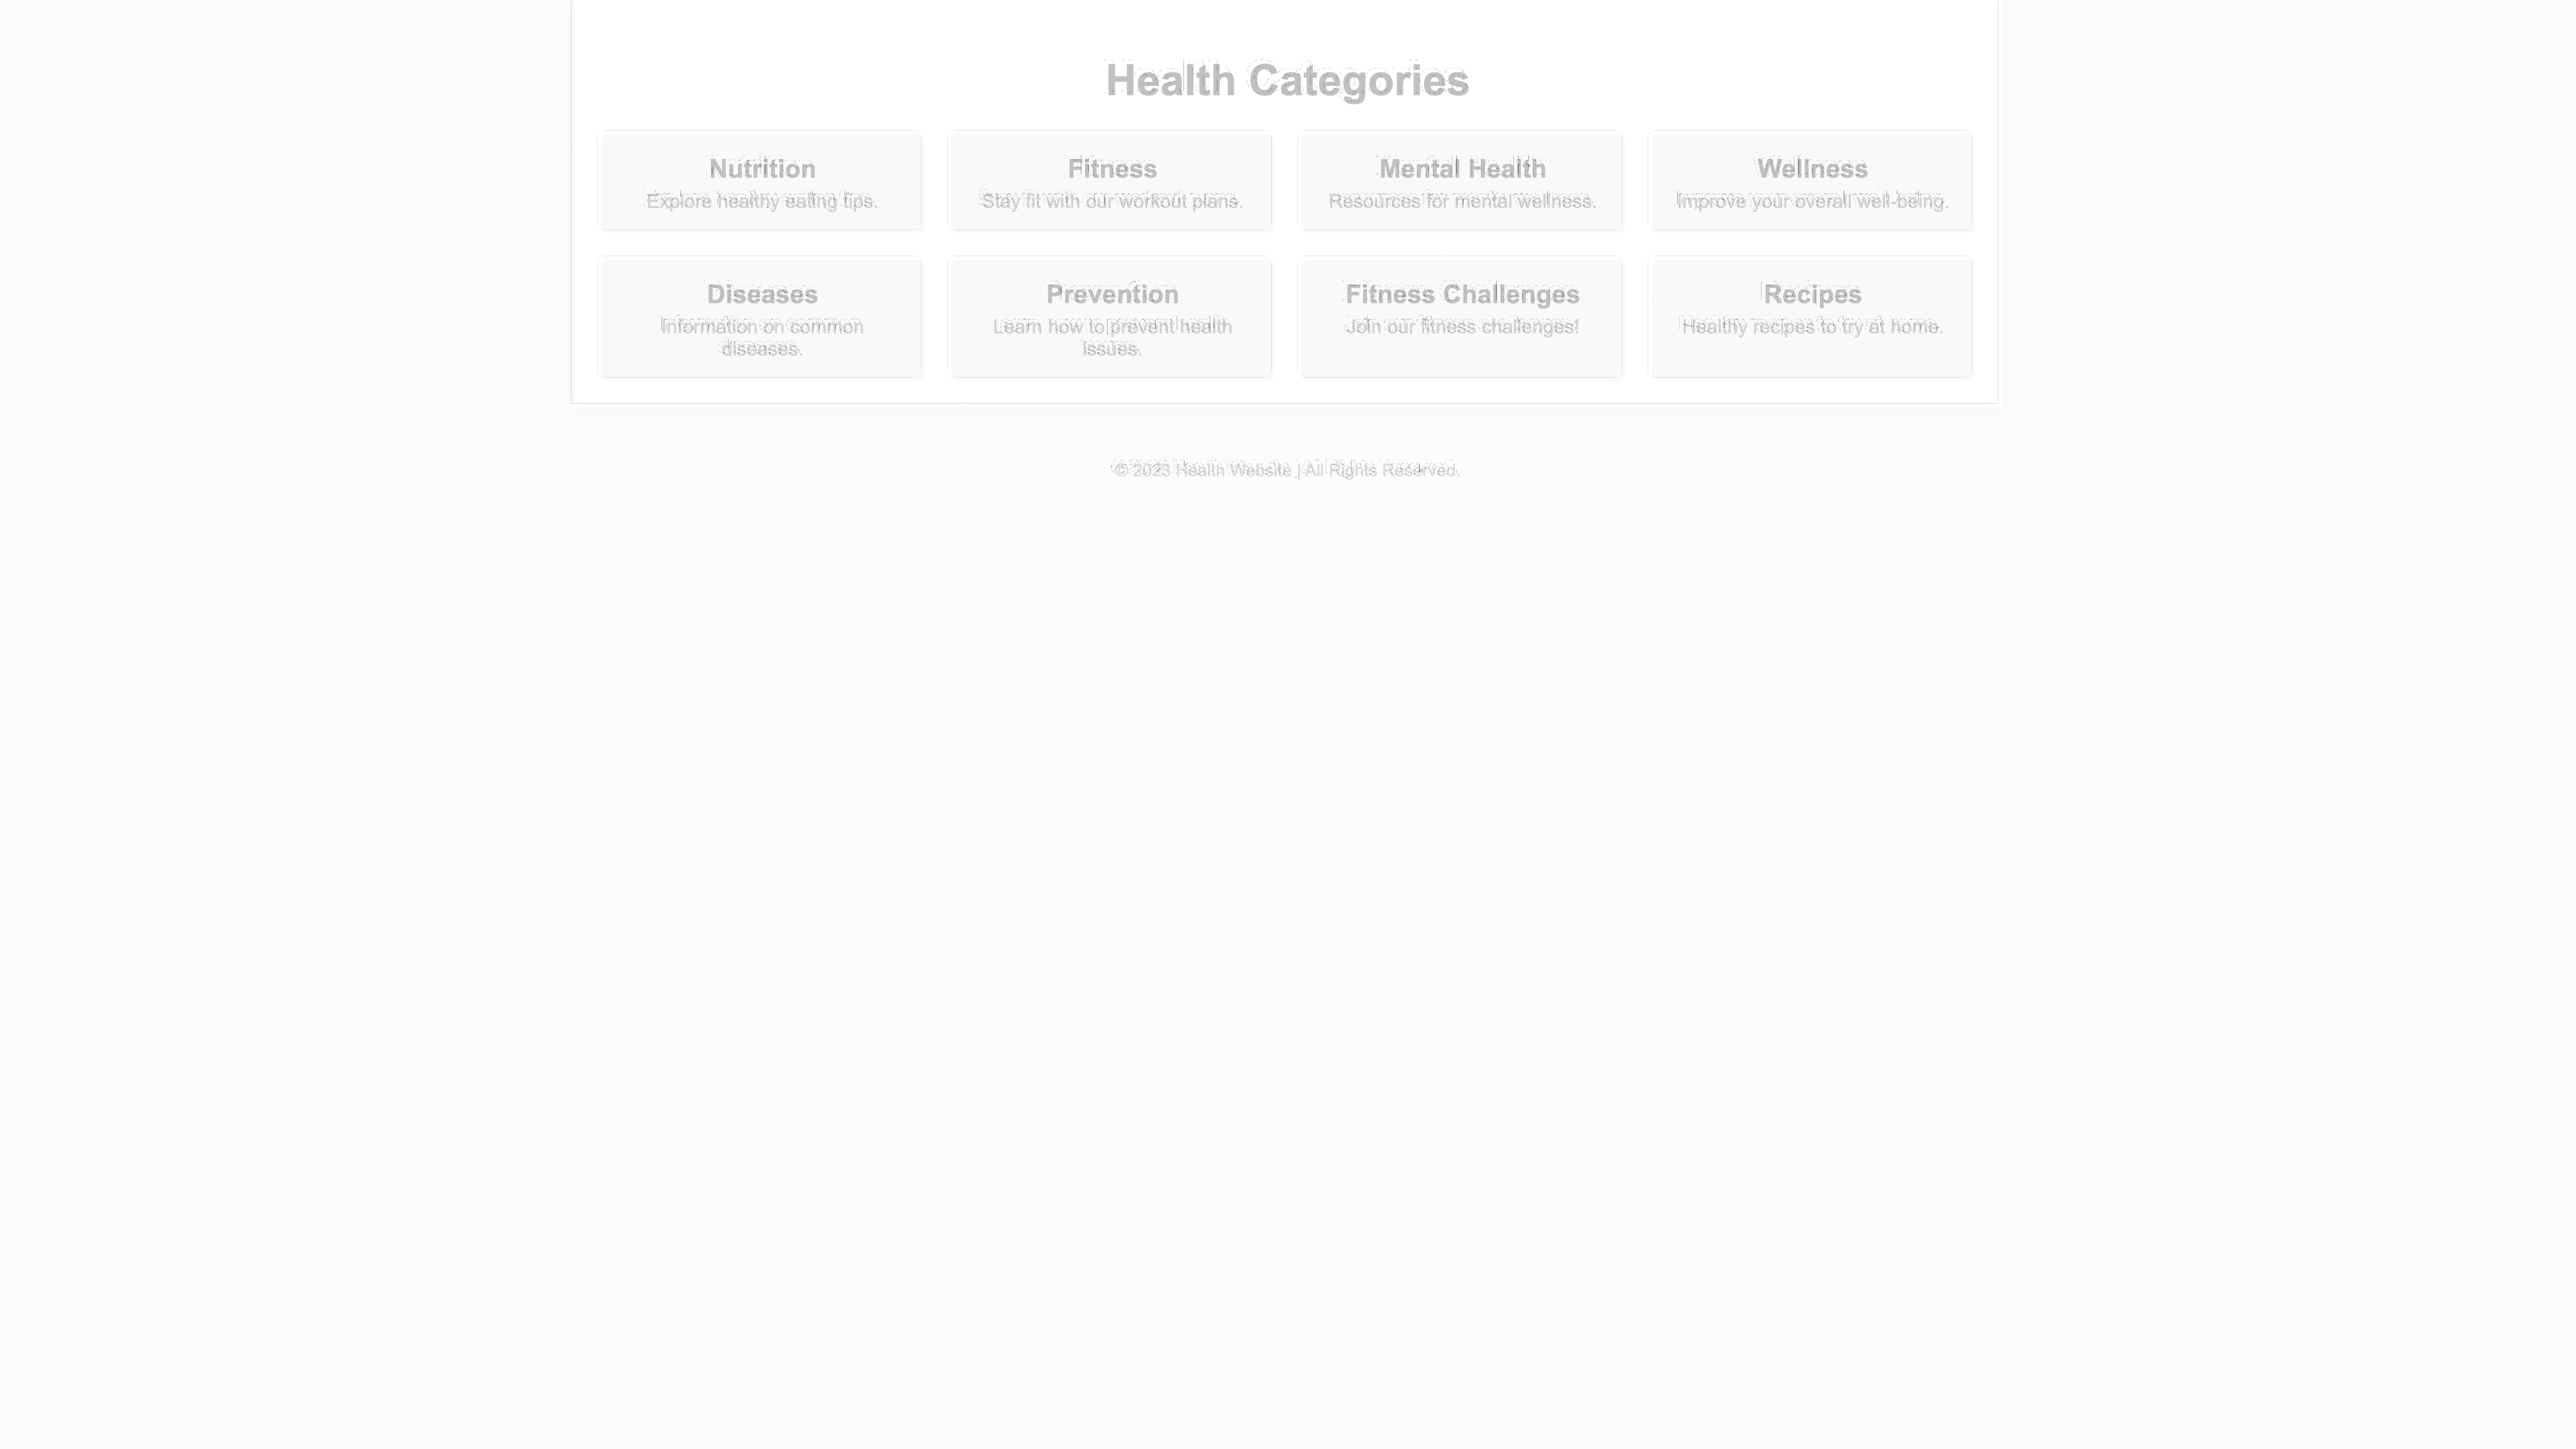 Health Categories
Nutrition
Explore healthy eating tips.
Fitness
Stay fit with our workout plans.
Mental Health
Resources for mental wellness.
Wellness
Improve your overall well-being.
Diseases
Information on common
diseases.
Prevention
Learn how to prevent health
issues.
Fitness Challenges
Join our fitness challenges!
Recipes
Healthy recipes to try at home.
© 2023 Health Website | All Rights Reserved.